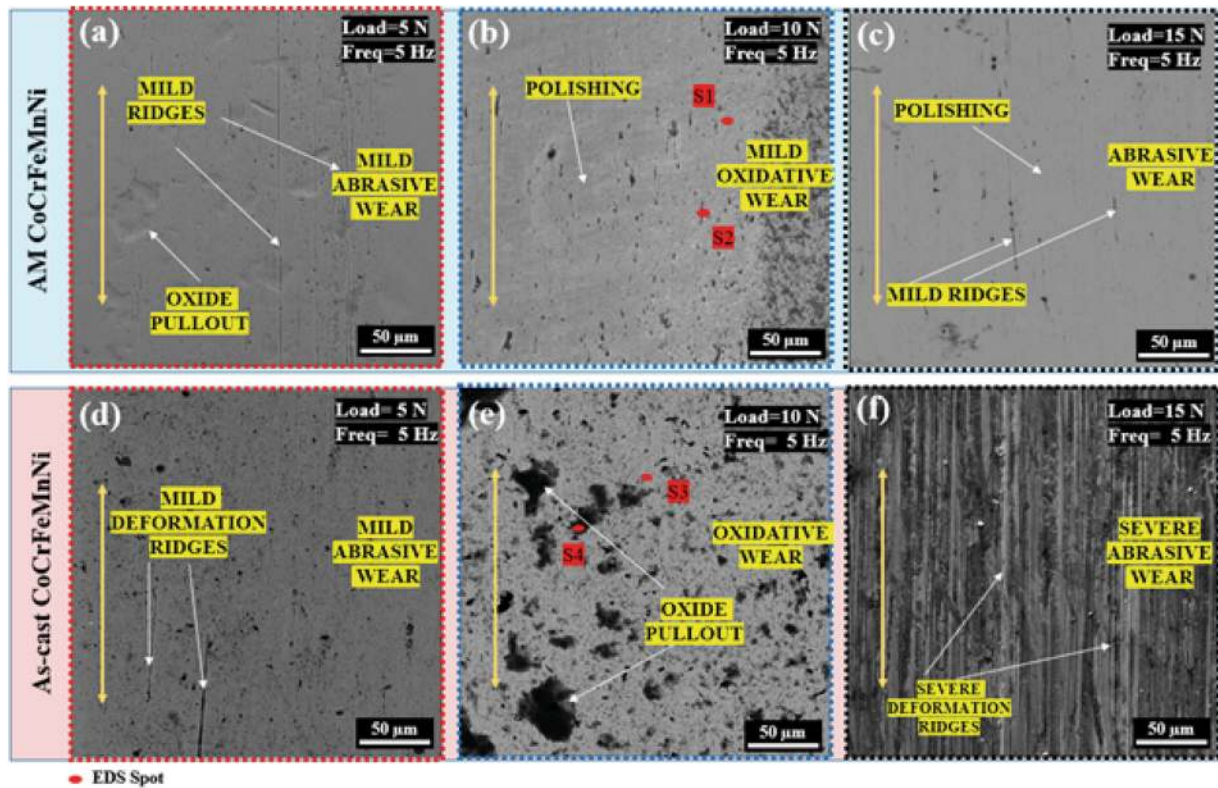 AM CoCrFeMnNi
(a)
Load=5 N
Freq=5 Hz
MILD
RIDGES
MILD
ABRASIVE
WEAR
OXIDE
PULLOUT
50 µm
(b)
Load=10 N
Freq=5 Hz
POLISHING
S1
MILD
OXIDATIVE
WEAR
S2
50 µm
(c)
Load=15 N
Freq=5 Hz
POLISHING
ABRASIVE
WEAR
MILD RIDGES
50 µm
As-cast CoCrFeMnNi
(d)
Load= 5 N
Freq= 5 Hz
MILD
DEFORMATION
RIDGES
MILD
ABRASIVE
WEAR
50 µm
(e)
Load=10 N
Freq= 5 Hz
S3
S4
OXIDATIVE
WEAR
OXIDE
PULLOUT
50 µm
(f)
Load=15 N
Freq= 5 Hz
SEVERE
ABRASIVE
WEAR
SEVERE
DEFORMATION
RIDGES
50 µm
EDS Spot